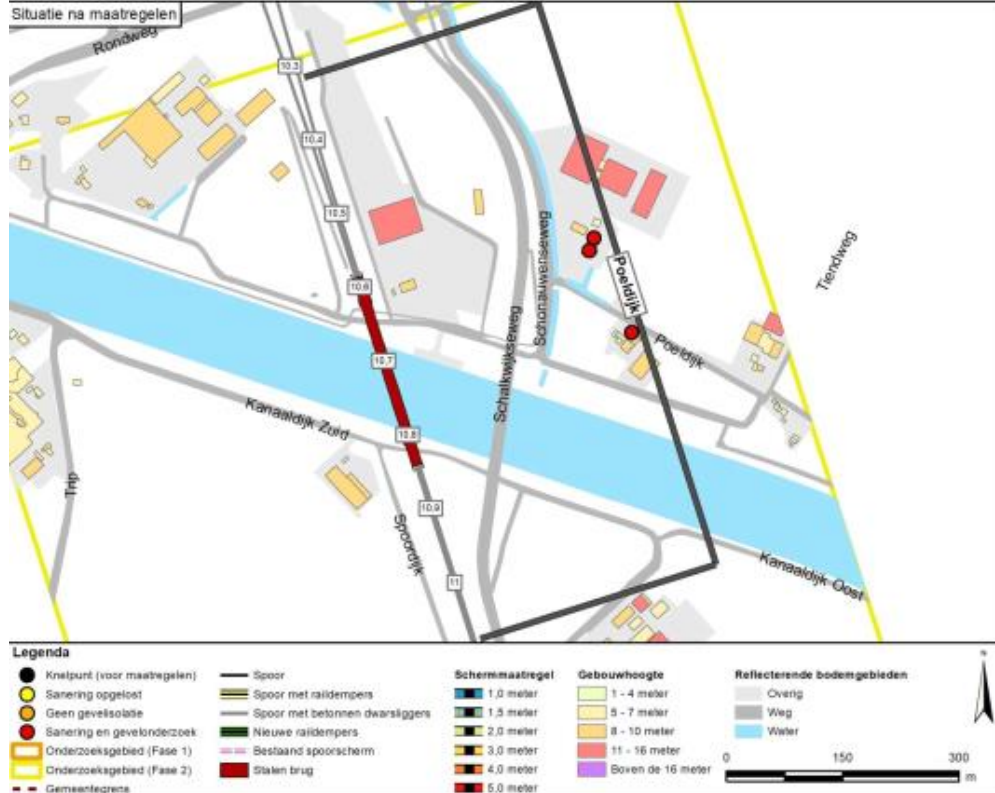 Situatie na maatregelen
Rondweg
10,3
10,4
10,5
10,6
10,7
10,8
10,9
11
Schonauwenseweg
Schalkwijkseweg
Poeldijk
Poeldijk
Tiendweg
Kanaaldijk Zuid
Trip
Spoordijk
Kanaaldijk Oost
Legenda
Knelpunt (voor maatregelen)
Sanering opgelost
Geen gevelisolatie
Sanering en gevelonderzoek
Onderzoeksgebied (Fase 1)
Onderzoeksgebied (Fase 2)
Gemeentegrens
Spoor
Spoor met raildempers
Spoor met betonnen dwarsliggers
Nieuwe raildempers
Bestaand spoorscherm
Stalen brug
Schermmaatregel
1,0 meter
1,5 meter
2,0 meter
3,0 meter
4,0 meter
5,0 meter
Gebouwhoogte
1 - 4 meter
5 - 7 meter
8 - 10 meter
11 - 16 meter
Boven de 16 meter
Reflecterende bodemgebieden
Overig
Weg
Water
N
0 150 300
m